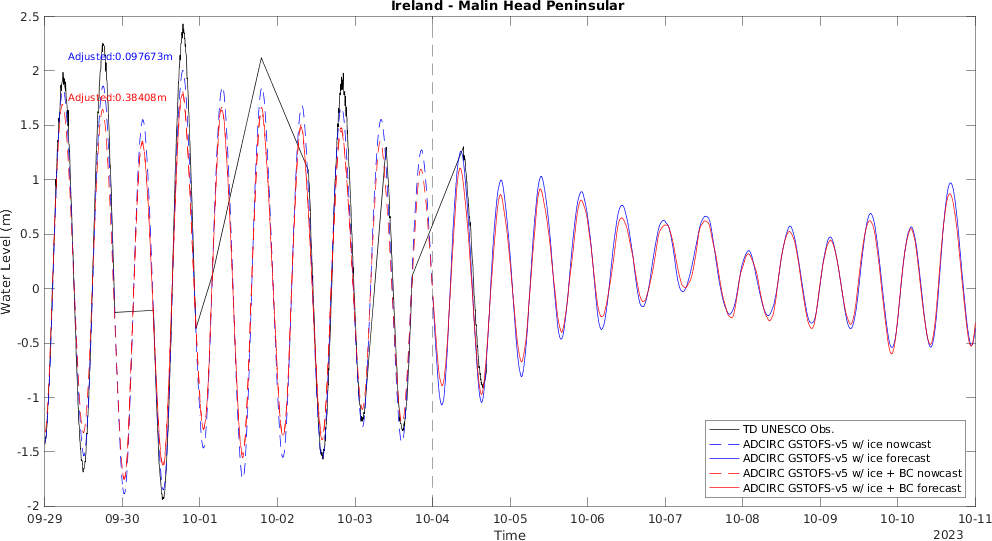 Ireland - Malin Head Peninsular
Water Level (m)
2.5
2
1.5
1
0.5
0
-0.5
-1
-1.5
-2
Adjusted:0.097673m
Adjusted:0.38408m
TD UNESCO Obs.
ADCIRC GSTOFS-v5 w/ ice nowcast
ADCIRC GSTOFS-v5 w/ ice forecast
ADCIRC GSTOFS-v5 w/ ice + BC nowcast
ADCIRC GSTOFS-v5 w/ ice + BC forecast
09-29 09-30 10-01 10-02 10-03 10-04 10-05 10-06 10-07 10-08 10-09 10-10 10-11
Time
2023